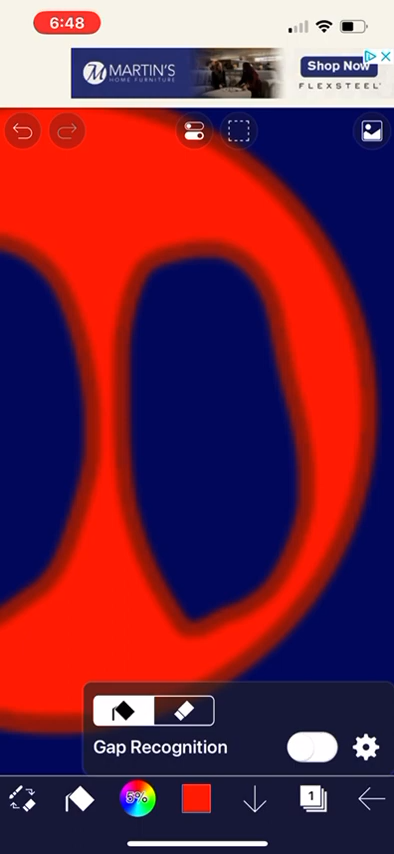 6:48
MARTIN'S
HOME FURNITURE
Shop Now
FLEXSTEEL
5%
Gap Recognition
1